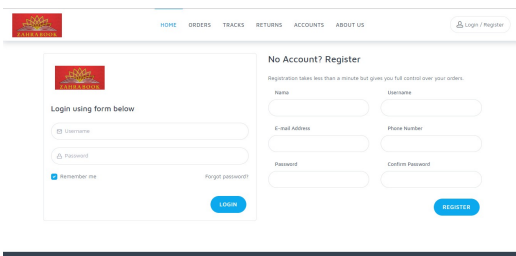 ZAHRABOOK
HOME ORDERS TRACKS RETURNS ACCOUNTS ABOUT US
Login / Register
ZAHRABOOK
Login using form below
Username
Password
Remember me
Forgot password?
LOGIN
No Account? Register
Registration takes less than a minute but gives you full control over your orders.
Nama
Username
E-mail Address
Phone Number
Password
Confirm Password
REGISTER